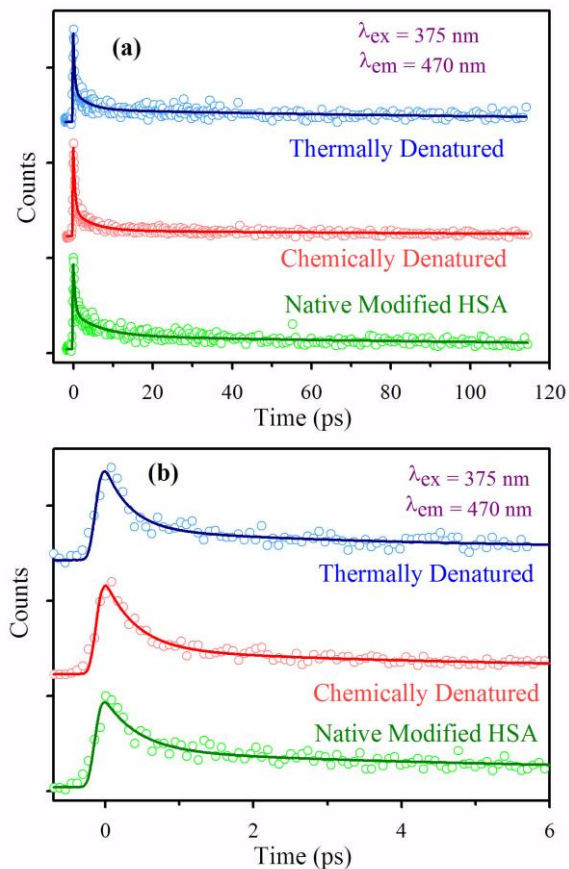 (a)
λex = 375 nm
λem = 470 nm
Thermally Denatured
Chemically Denatured
Native Modified HSA
Counts
0 20 40 60 80 100 120
Time (ps)
(b)
λex = 375 nm
λem = 470 nm
Thermally Denatured
Chemically Denatured
Native Modified HSA
Counts
0 2 4 6
Time (ps)